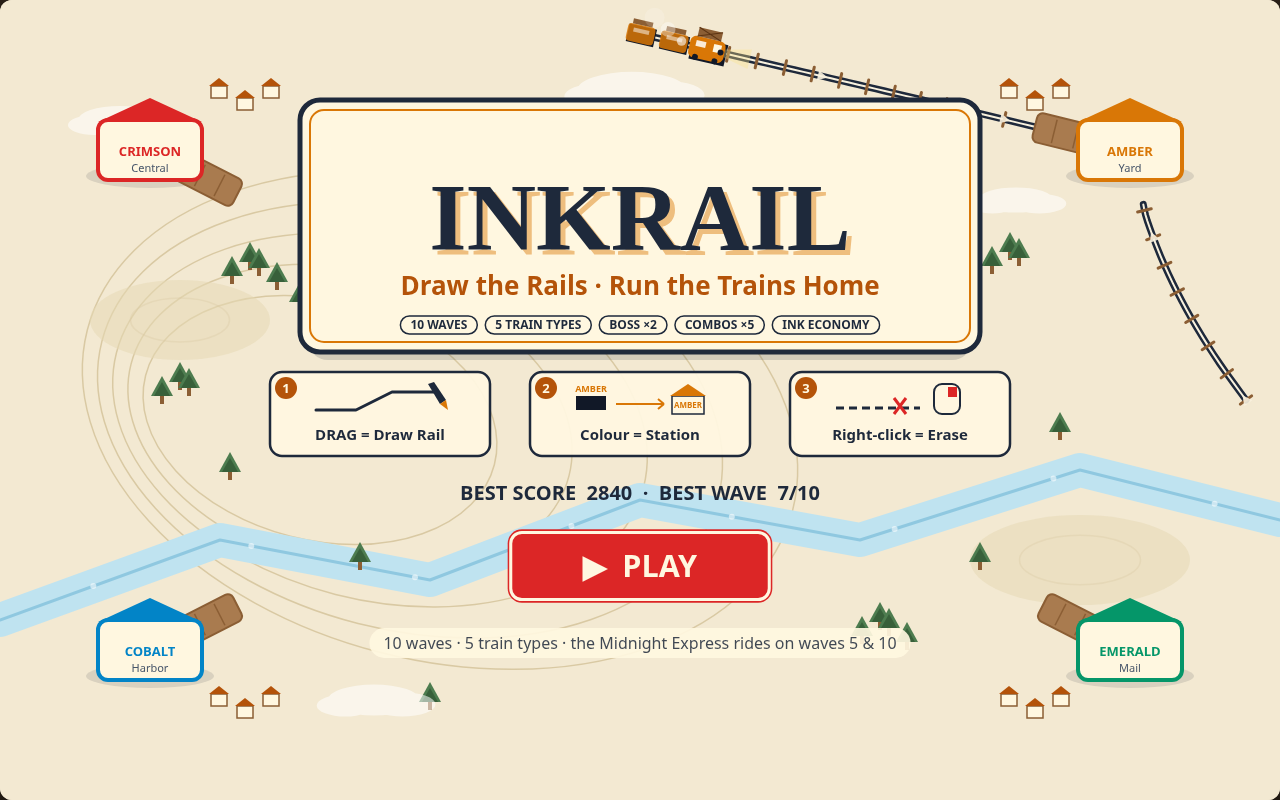 CRIMSON
Central
AMBER
Yard
INKRAIL
Draw the Rails · Run the Trains Home
10 WAVES 5 TRAIN TYPES BOSS ×2 COMBOS ×5 INK ECONOMY
1
DRAG = Draw Rail
2
AMBER
AMBER
Colour = Station
3
Right-click = Erase
BEST SCORE 2840 · BEST WAVE 7/10
▶ PLAY
10 waves · 5 train types · the Midnight Express rides on waves 5 & 10
COBALT
Harbor
EMERALD
Mail